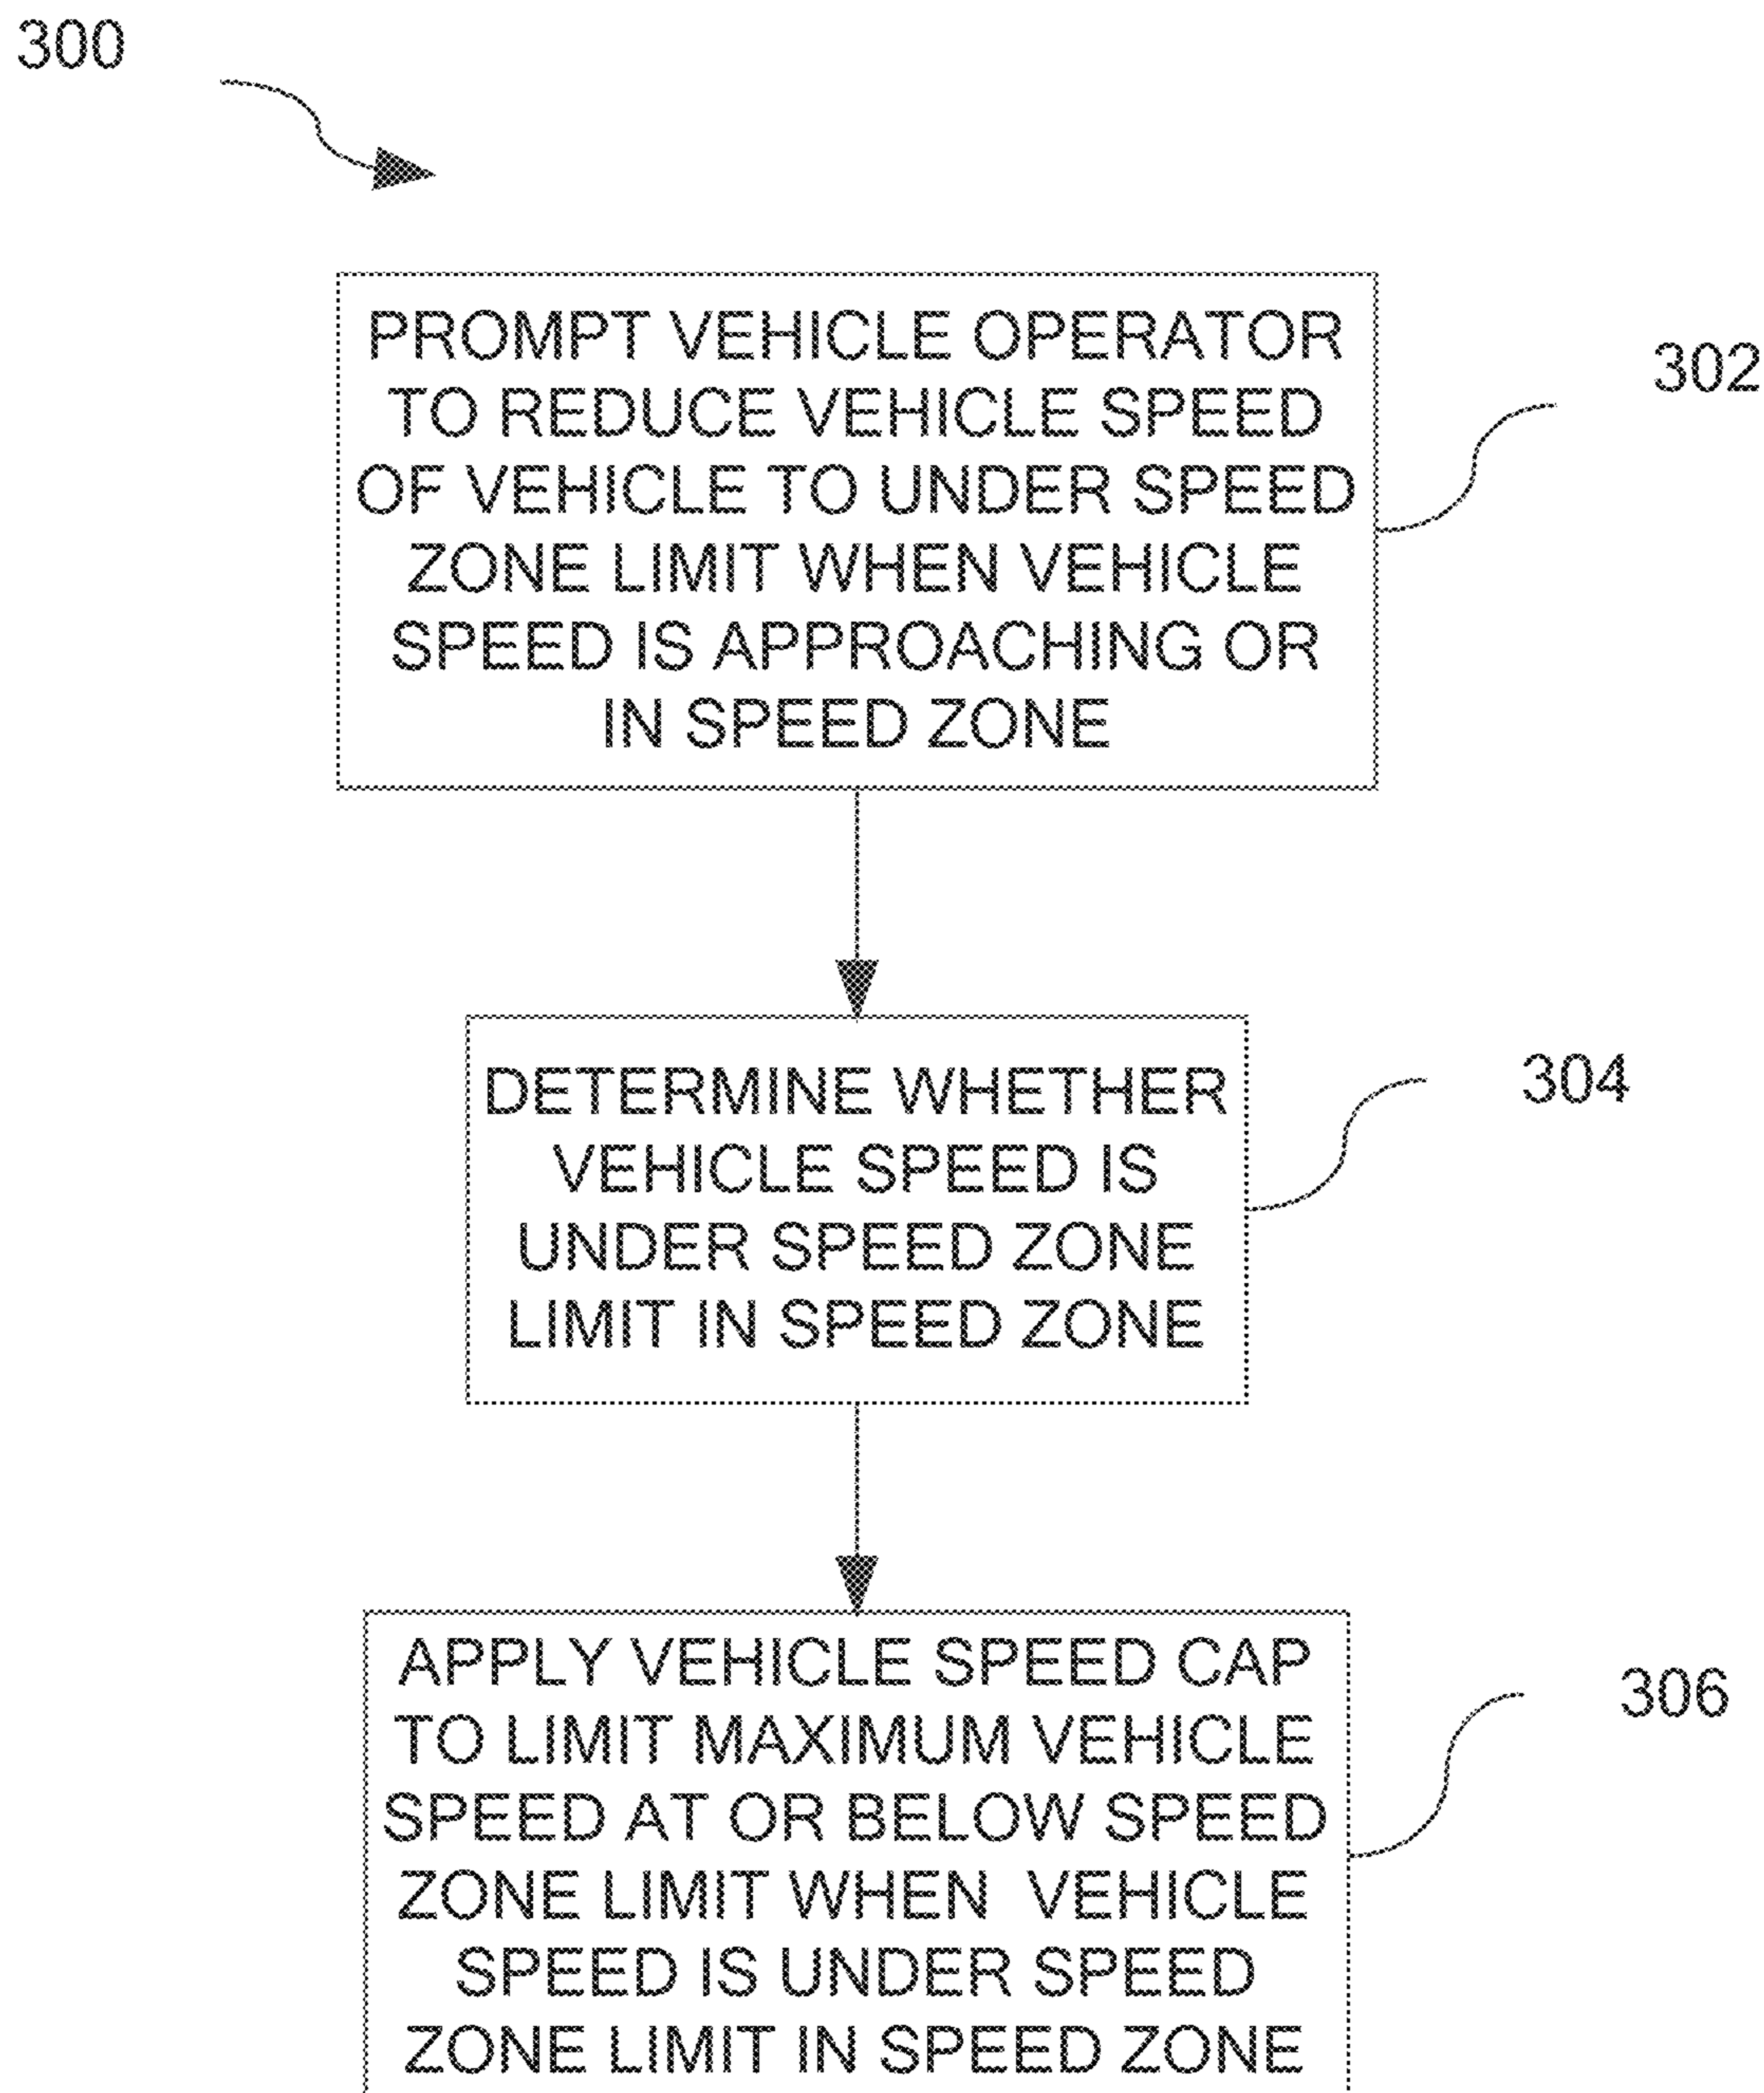 300
PROMPT VEHICLE OPERATOR
TO REDUCE VEHICLE SPEED
OF VEHICLE TO UNDER SPEED
ZONE LIMIT WHEN VEHICLE
SPEED IS APPROACHING OR
IN SPEED ZONE
302
DETERMINE WHETHER
VEHICLE SPEED IS
UNDER SPEED ZONE
LIMIT IN SPEED ZONE
304
APPLY VEHICLE SPEED CAP
TO LIMIT MAXIMUM VEHICLE
SPEED AT OR BELOW SPEED
ZONE LIMIT WHEN VEHICLE
SPEED IS UNDER SPEED
ZONE LIMIT IN SPEED ZONE
306